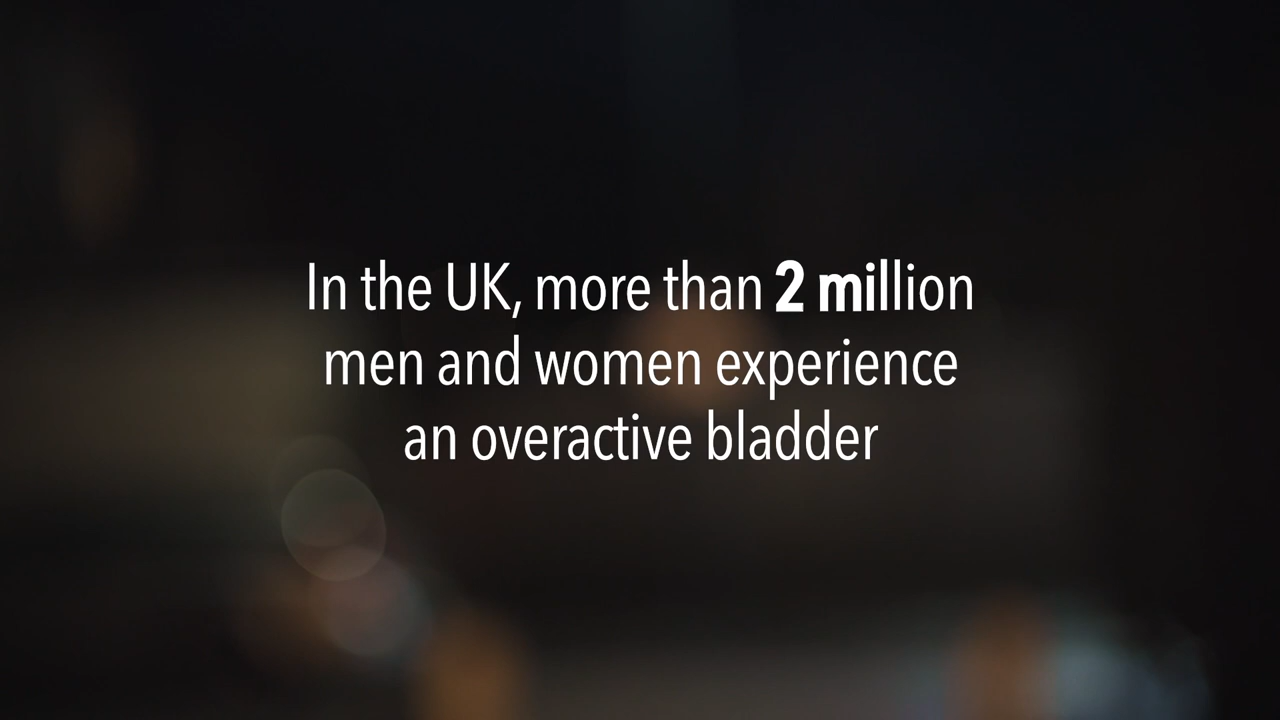 In the UK, more than 2 million
men and women experience
an overactive bladder